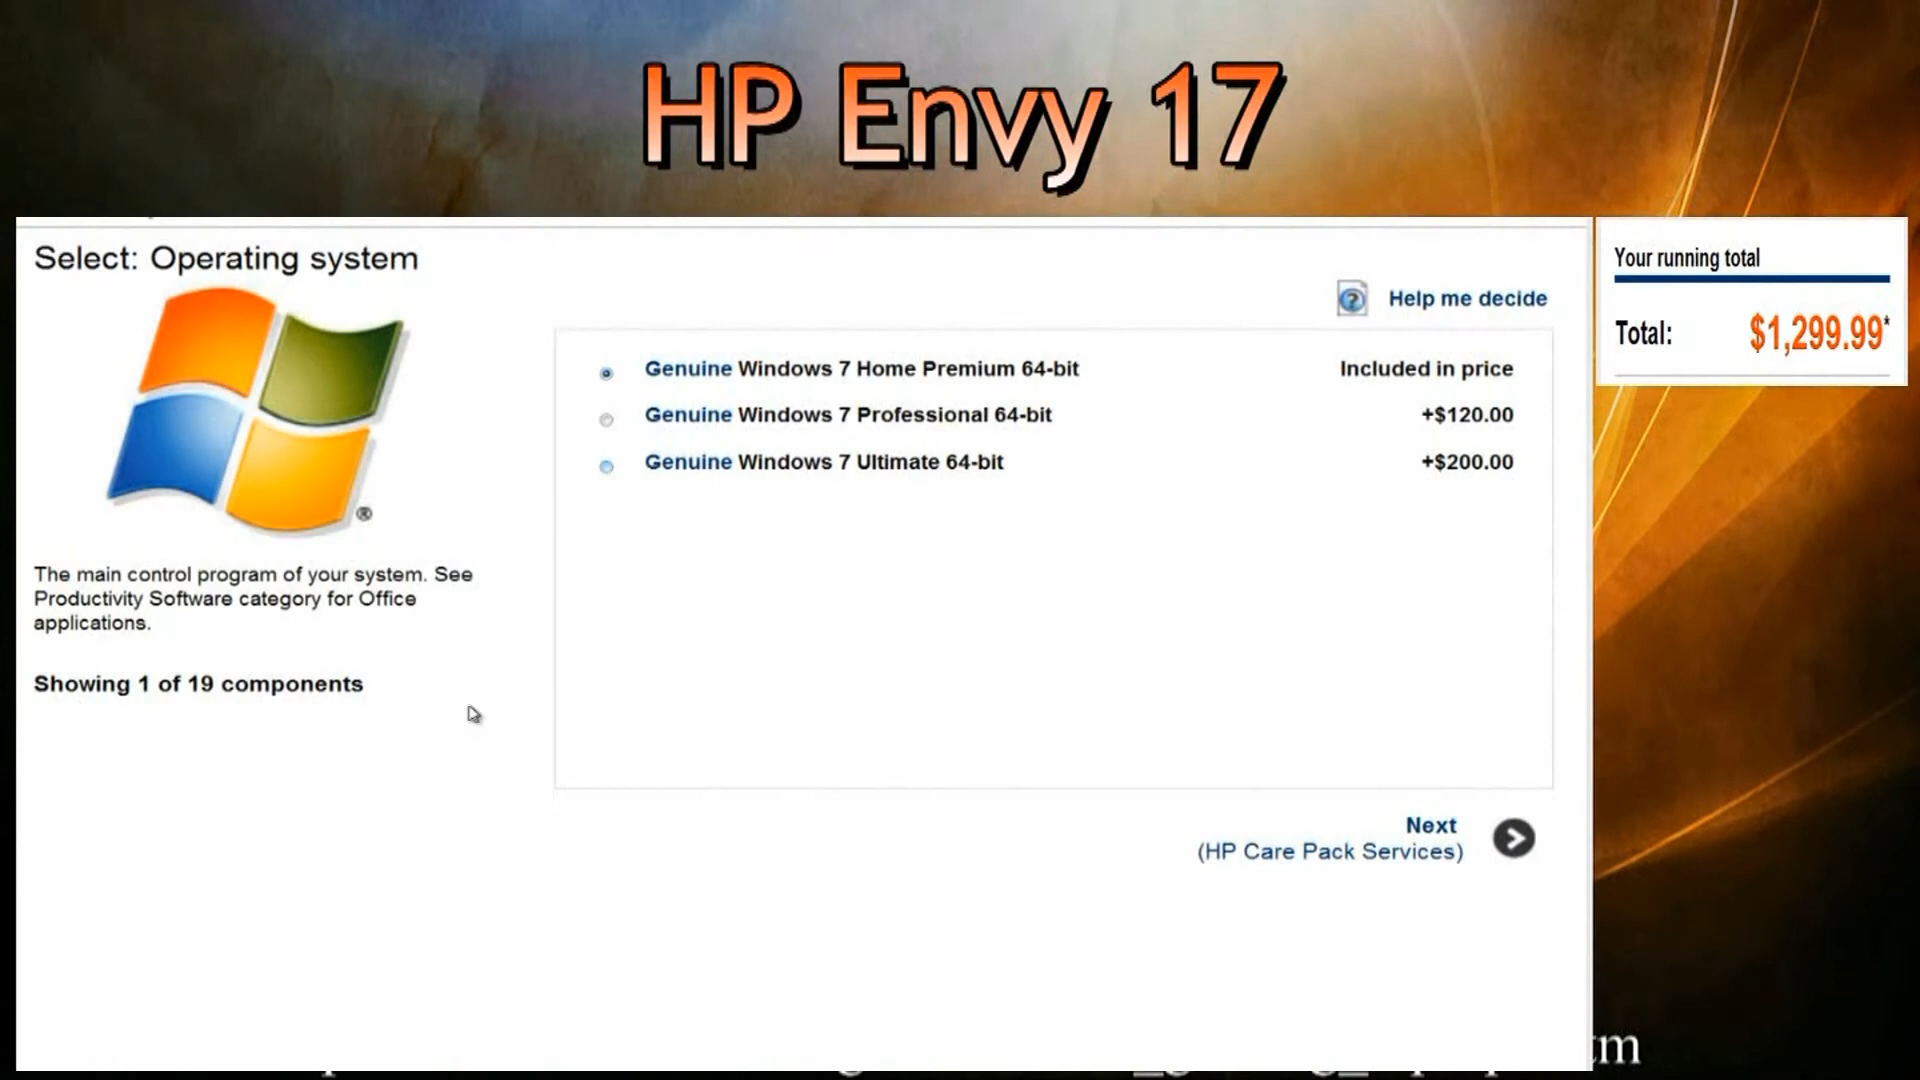 HP Envy 17
Select: Operating system
Your running total
Help me decide
Total: $1,299.99*
Genuine Windows 7 Home Premium 64-bit Included in price
Genuine Windows 7 Professional 64-bit +$120.00
Genuine Windows 7 Ultimate 64-bit +$200.00
®
The main control program of your system. See
Productivity Software category for Office
applications.
Showing 1 of 19 components
Next
(HP Care Pack Services)